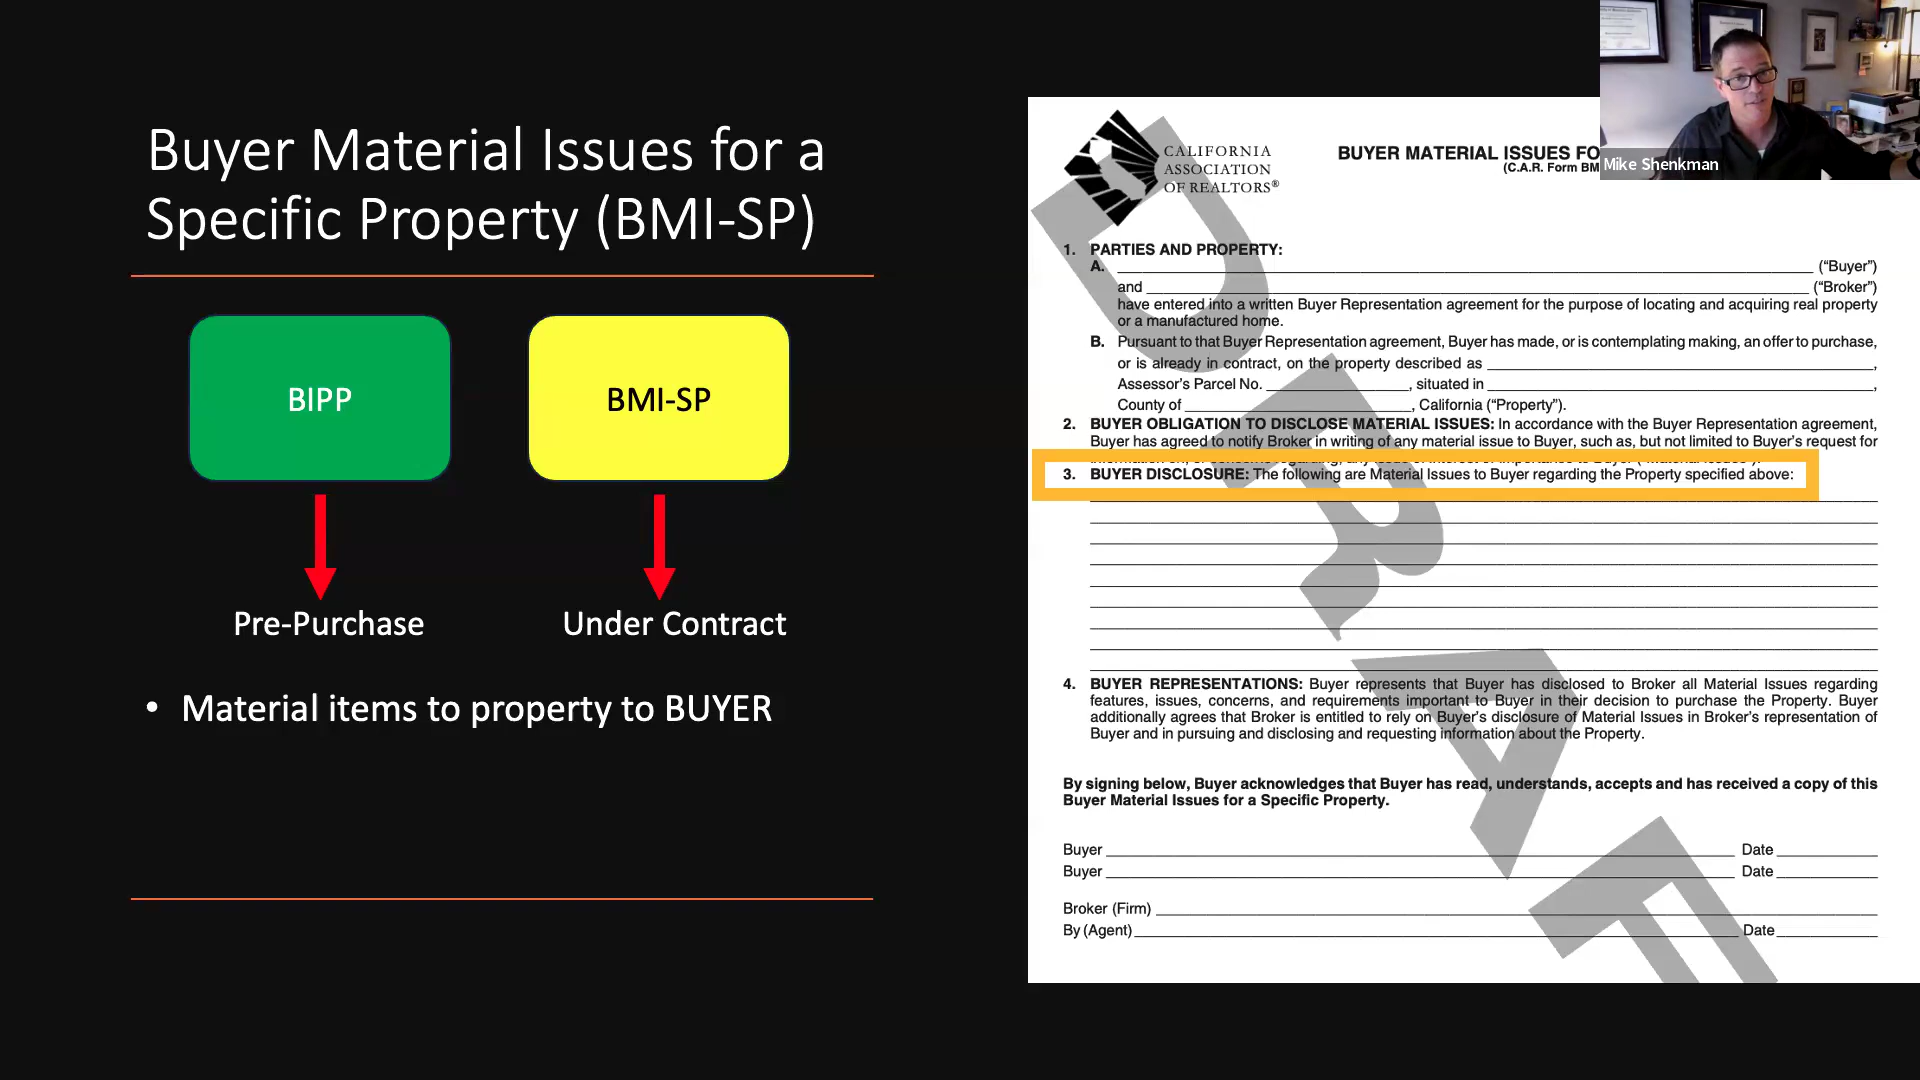 Buyer Material Issues for a
Specific Property (BMI-SP)
BIPP
BMI-SP
Pre-Purchase
Under Contract
• Material items to property to BUYER
Mike Shenkman
CALIFORNIA
ASSOCIATION
OF REALTORS®
BUYER MATERIAL ISSUES FO
(C.A.R. Form BM
1. PARTIES AND PROPERTY:
A. ("Buyer")
and ("Broker")
have entered into a written Buyer Representation agreement for the purpose of locating and acquiring real property
or a manufactured home.
B. Pursuant to that Buyer Representation agreement, Buyer has made, or is contemplating making, an offer to purchase,
or is already in contract, on the property described as ,
Assessor's Parcel No. , situated in ,
County of , California ("Property").
2. BUYER OBLIGATION TO DISCLOSE MATERIAL ISSUES: In accordance with the Buyer Representation agreement,
Buyer has agreed to notify Broker in writing of any material issue to Buyer, such as, but not limited to Buyer's request for
3. BUYER DISCLOSURE: The following are Material Issues to Buyer regarding the Property specified above:
4. BUYER REPRESENTATIONS: Buyer represents that Buyer has disclosed to Broker all Material Issues regarding
features, issues, concerns, and requirements important to Buyer in their decision to purchase the Property. Buyer
additionally agrees that Broker is entitled to rely on Buyer's disclosure of Material Issues in Broker's representation of
Buyer and in pursuing and disclosing and requesting information about the Property.
By signing below, Buyer acknowledges that Buyer has read, understands, accepts and has received a copy of this
Buyer Material Issues for a Specific Property.
Buyer Date
Buyer Date
Broker (Firm)
By (Agent) Date
DRAF